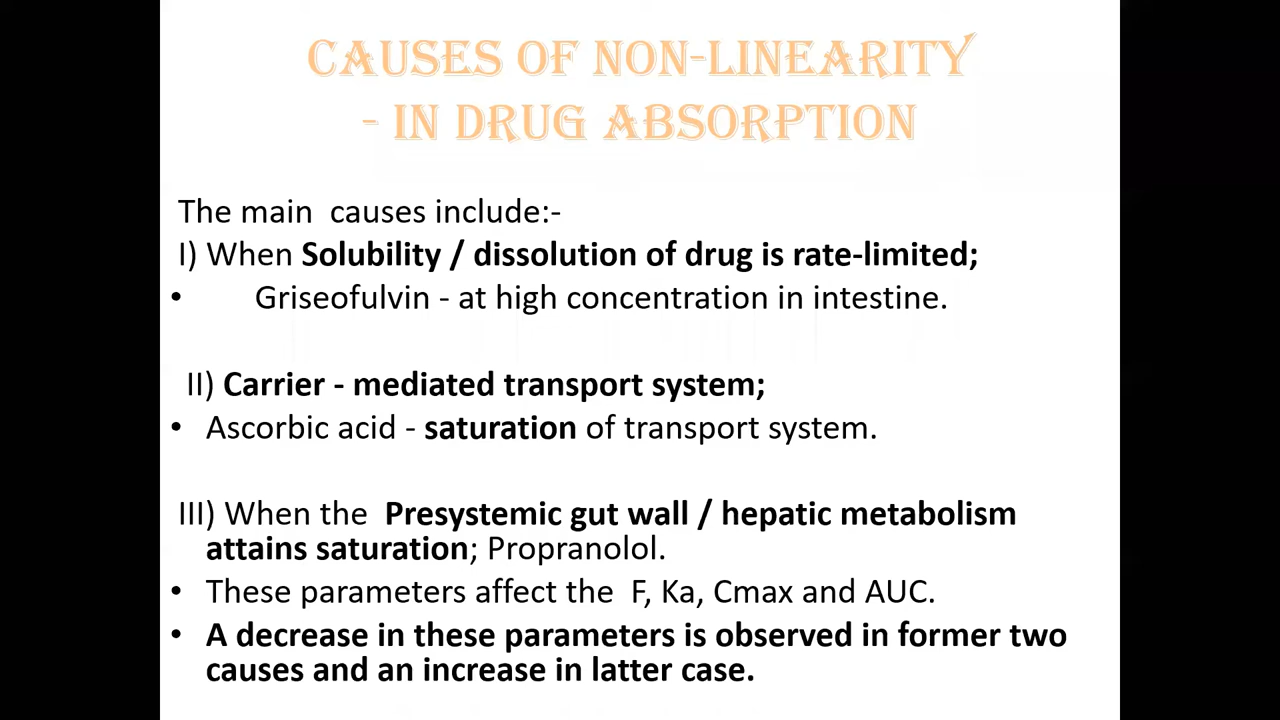 CAUSES OF NON-LINEARITY
- IN DRUG ABSORPTION
The main causes include:-
I) When Solubility / dissolution of drug is rate-limited;
• Griseofulvin - at high concentration in intestine.
II) Carrier - mediated transport system;
• Ascorbic acid - saturation of transport system.
III) When the Presystemic gut wall / hepatic metabolism
attains saturation; Propranolol.
• These parameters affect the F, Ka, Cmax and AUC.
• A decrease in these parameters is observed in former two
causes and an increase in latter case.